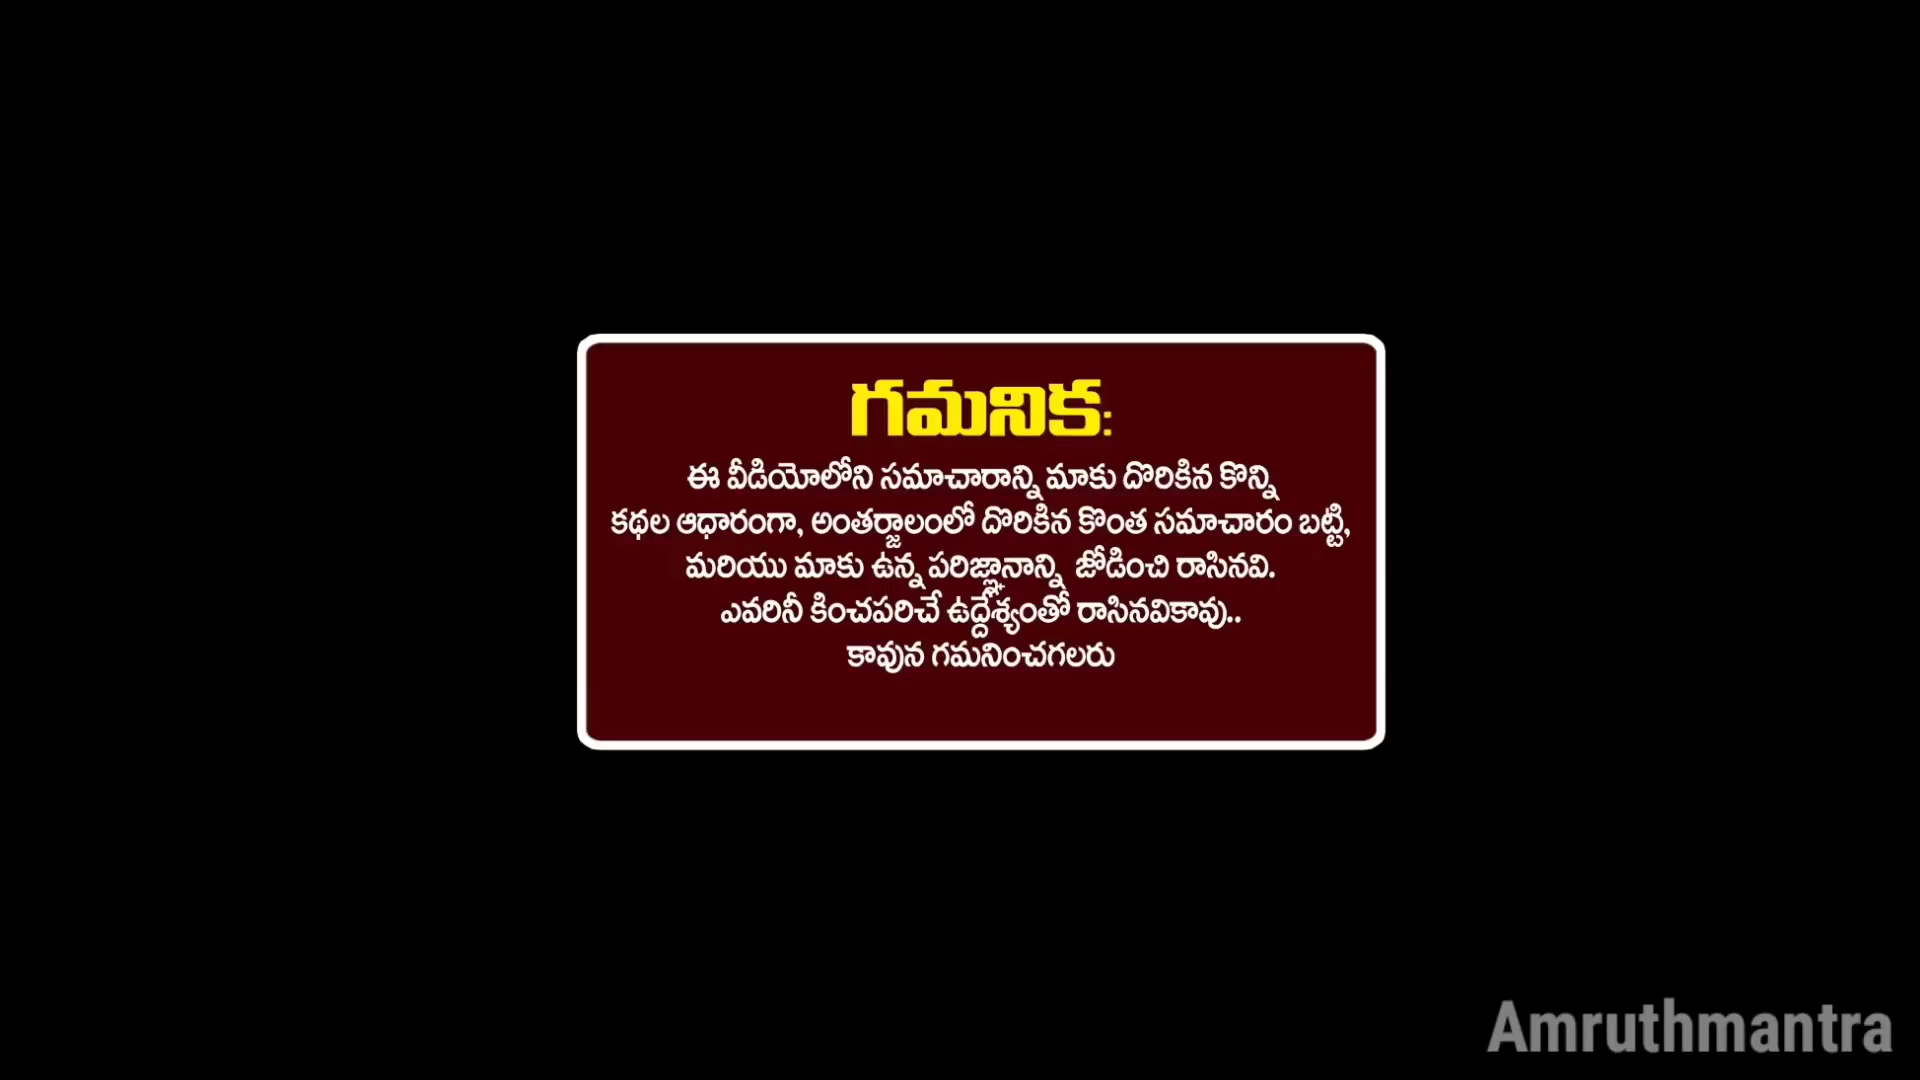 గమనిక:
ఈ వీడియోలోని సమాచారాన్ని మాకు దొరికిన కొన్ని
కథల ఆధారంగా, అంతర్జాలంలో దొరికిన కొంత సమాచారం బట్టి,
మరియు మాకు ఉన్న పరిజ్ఞానాన్ని జోడించి రాసినవి.
ఎవరినీ కించపరిచే ఉద్దేశ్యంతో రాసినవికావు..
కావున గమనించగలరు
Amruthmantra